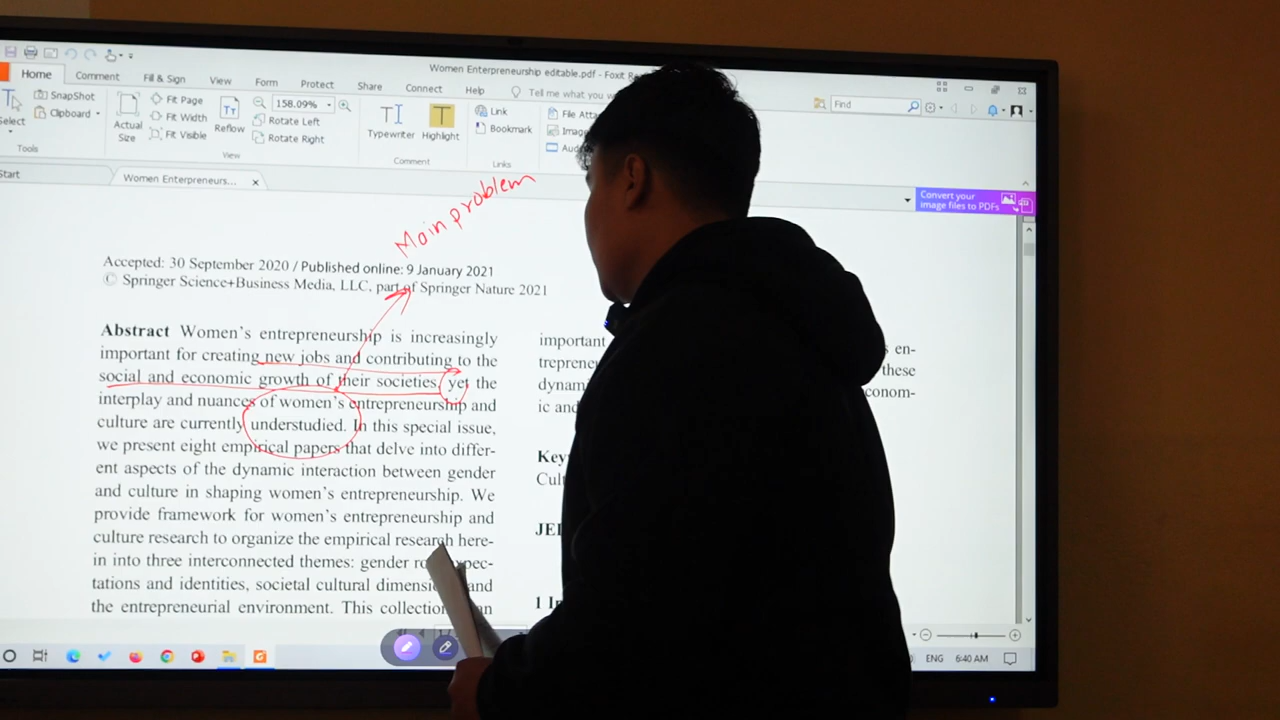 Women Enterpreneurship editable.pdf - Foxit
Home Comment Fill & Sign View Form Protect Share Connect Help Tell me what you
Find
SnapShot
Clipboard
Select
Tools
Actual Size
Fit Page
Fit Width
Fit Visible
Reflow
158.09%
Rotate Left
Rotate Right
View
Typewriter
Highlight
Comment
Link
Bookmark
Links
File
Start
Women Enterpreneurs...
Convert your
image files to PDFs
Main problem
Accepted: 30 September 2020 / Published online: 9 January 2021
© Springer Science+Business Media, LLC, part of Springer Nature 2021
Abstract Women's entrepreneurship is increasingly
important for creating new jobs and contributing to the
social and economic growth of their societies, yet the
interplay and nuances of women's entrepreneurship and
culture are currently understudied. In this special issue,
we present eight empirical papers that delve into differ-
ent aspects of the dynamic interaction between gender
and culture in shaping women's entrepreneurship. We
provide framework for women's entrepreneurship and
culture research to organize the empirical research here-
in into three interconnected themes: gender
tations and identities, societal cultural and
the entrepreneurial environment. This collection
important
en-
these
ic and
Key
Cult
JEL
1
ENG 6:40 AM